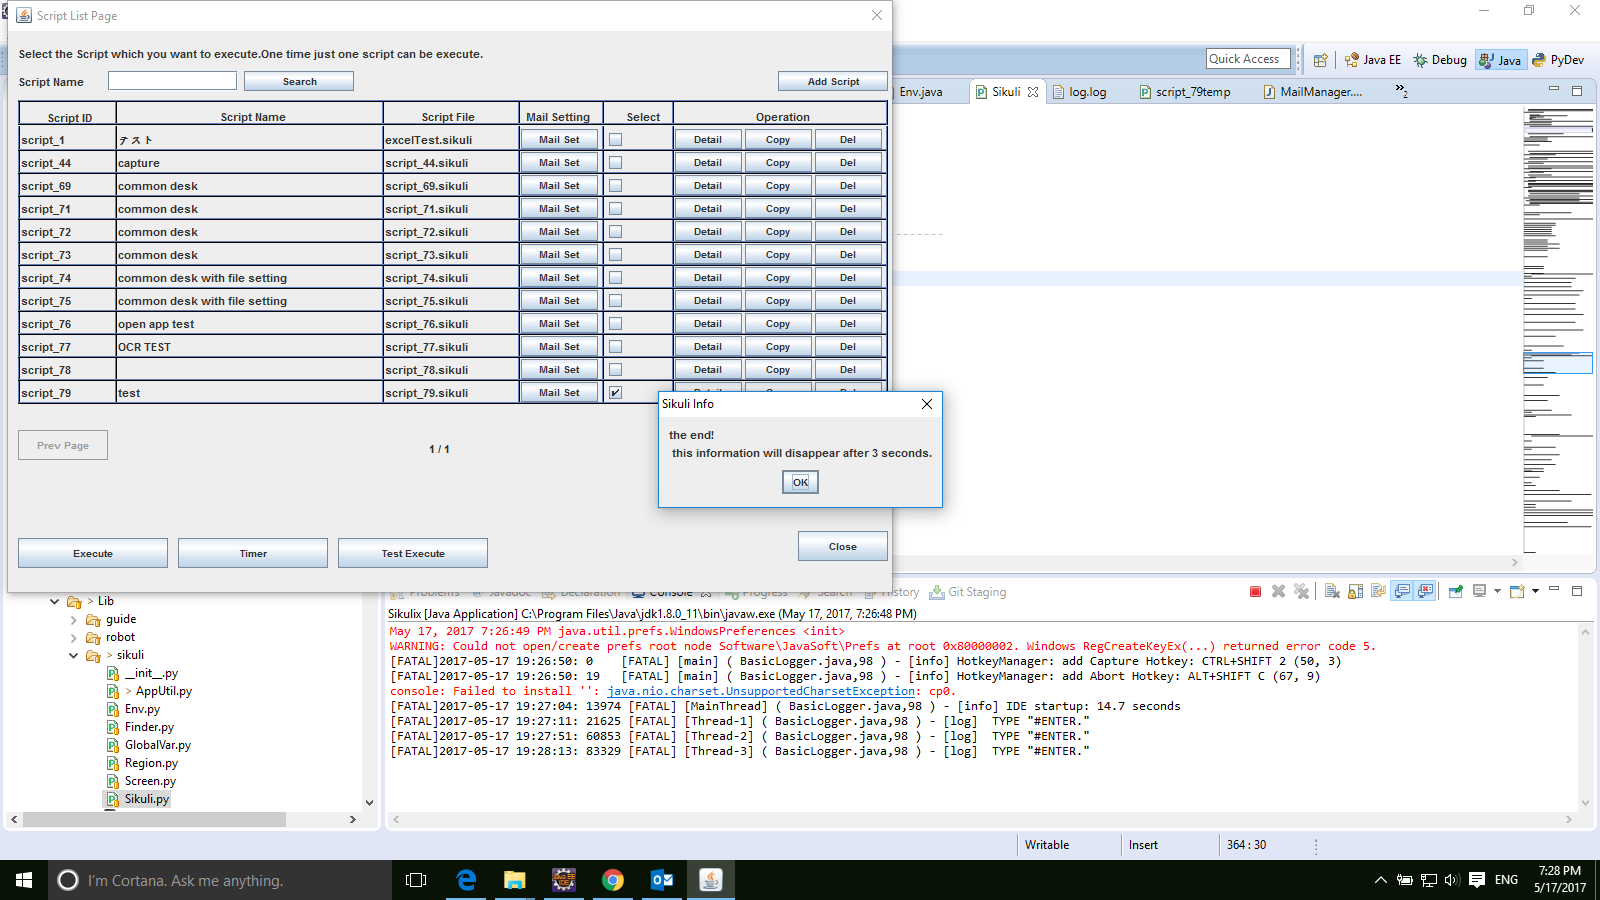 Script List Page
Select the Script which you want to execute.One time just one script can be execute.
Script Name
Search
Add Script
Script ID Script Name Script File Mail Setting Select Operation
script_1 テスト excelTest.sikuli Mail Set Detail Copy Del
script_44 capture script_44.sikuli Mail Set Detail Copy Del
script_69 common desk script_69.sikuli Mail Set Detail Copy Del
script_71 common desk script_71.sikuli Mail Set Detail Copy Del
script_72 common desk script_72.sikuli Mail Set Detail Copy Del
script_73 common desk script_73.sikuli Mail Set Detail Copy Del
script_74 common desk with file setting script_74.sikuli Mail Set Detail Copy Del
script_75 common desk with file setting script_75.sikuli Mail Set Detail Copy Del
script_76 open app test script_76.sikuli Mail Set Detail Copy Del
script_77 OCR TEST script_77.sikuli Mail Set Detail Copy Del
script_78 script_78.sikuli Mail Set Detail Copy Del
script_79 test script_79.sikuli Mail Set
Prev Page
1 / 1
Execute
Timer
Test Execute
Close
Sikuli Info
the end!
this information will disappear after 3 seconds.
OK
Quick Access
Java EE
Debug
Java
PyDev
Env.java
Sikuli
log.log
script_79temp
MailManager....
»2
Git Staging
Sikulix [Java Application] C:\Program Files\Java\jdk1.8.0_11\bin\javaw.exe (May 17, 2017, 7:26:48 PM)
May 17, 2017 7:26:49 PM java.util.prefs.WindowsPreferences <init>
WARNING: Could not open/create prefs root node Software\JavaSoft\Prefs at root 0x80000002. Windows RegCreateKeyEx(...) returned error code 5.
[FATAL]2017-05-17 19:26:50: 0 [FATAL] [main] ( BasicLogger.java,98 ) - [info] HotkeyManager: add Capture Hotkey: CTRL+SHIFT 2 (50, 3)
[FATAL]2017-05-17 19:26:50: 19 [FATAL] [main] ( BasicLogger.java,98 ) - [info] HotkeyManager: add Abort Hotkey: ALT+SHIFT C (67, 9)
console: Failed to install '': java.nio.charset.UnsupportedCharsetException: cp0.
[FATAL]2017-05-17 19:27:04: 13974 [FATAL] [MainThread] ( BasicLogger.java,98 ) - [info] IDE startup: 14.7 seconds
[FATAL]2017-05-17 19:27:11: 21625 [FATAL] [Thread-1] ( BasicLogger.java,98 ) - [log] TYPE "#ENTER."
[FATAL]2017-05-17 19:27:51: 60853 [FATAL] [Thread-2] ( BasicLogger.java,98 ) - [log] TYPE "#ENTER."
[FATAL]2017-05-17 19:28:13: 83329 [FATAL] [Thread-3] ( BasicLogger.java,98 ) - [log] TYPE "#ENTER."
> Lib
guide
robot
> sikuli
__init__.py
> AppUtil.py
Env.py
Finder.py
GlobalVar.py
Region.py
Screen.py
Sikuli.py
Writable
Insert
364 : 30
I'm Cortana. Ask me anything.
ENG
7:28 PM
5/17/2017